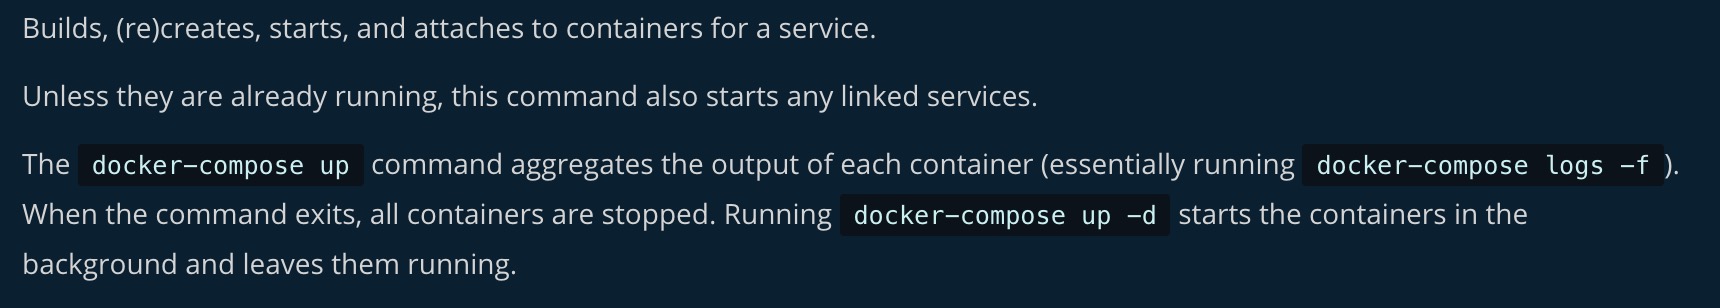 Builds, (re)creates, starts, and attaches to containers for a service.
Unless they are already running, this command also starts any linked services.
The docker-compose up command aggregates the output of each container (essentially running docker-compose logs -f ).
When the command exits, all containers are stopped. Running docker-compose up -d starts the containers in the
background and leaves them running.